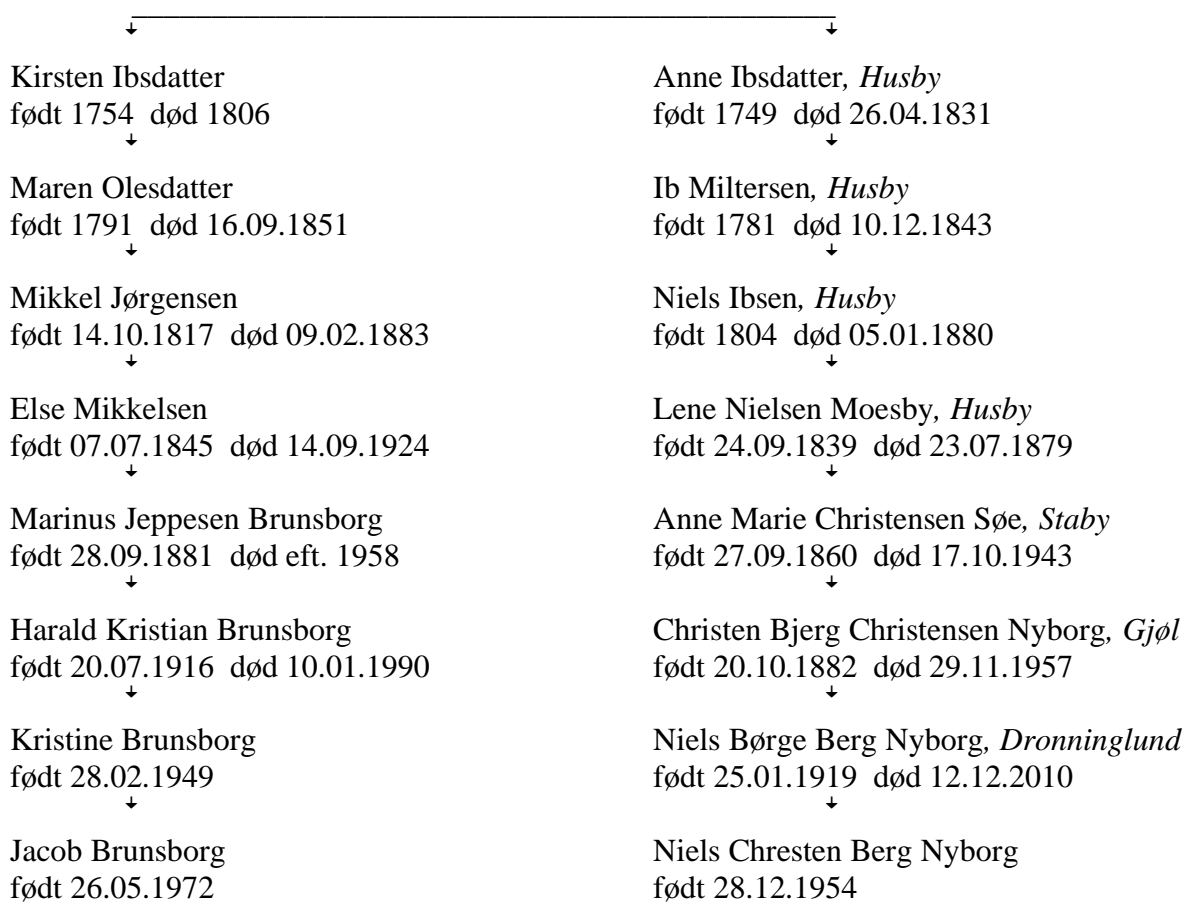 Kirsten Ibsdatter
født 1754 død 1806
Maren Olesdatter
født 1791 død 16.09.1851
Mikkel Jørgensen
født 14.10.1817 død 09.02.1883
Else Mikkelsen
født 07.07.1845 død 14.09.1924
Marinus Jeppesen Brunsborg
født 28.09.1881 død eft. 1958
Harald Kristian Brunsborg
født 20.07.1916 død 10.01.1990
Kristine Brunsborg
født 28.02.1949
Jacob Brunsborg
født 26.05.1972
Anne Ibsdatter, Husby
født 1749 død 26.04.1831
Ib Miltersen, Husby
født 1781 død 10.12.1843
Niels Ibsen, Husby
født 1804 død 05.01.1880
Lene Nielsen Moesby, Husby
født 24.09.1839 død 23.07.1879
Anne Marie Christensen Søe, Staby
født 27.09.1860 død 17.10.1943
Christen Bjerg Christensen Nyborg, Gjøl
født 20.10.1882 død 29.11.1957
Niels Børge Berg Nyborg, Dronninglund
født 25.01.1919 død 12.12.2010
Niels Chresten Berg Nyborg
født 28.12.1954